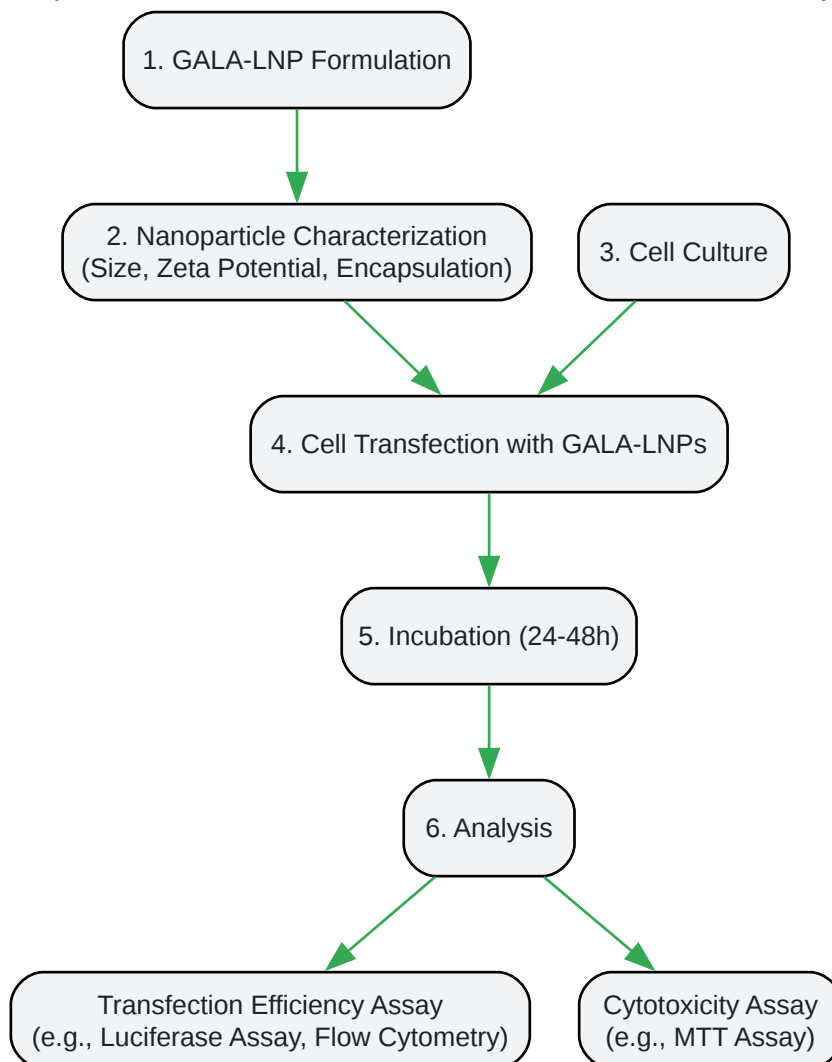 1. GALA-LNP Formulation
2. Nanoparticle Characterization
(Size, Zeta Potential, Encapsulation)
3. Cell Culture
4. Cell Transfection with GALA-LNPs
5. Incubation (24-48h)
6. Analysis
Transfection Efficiency Assay
(e.g., Luciferase Assay, Flow Cytometry)
Cytotoxicity Assay
(e.g., MTT Assay)